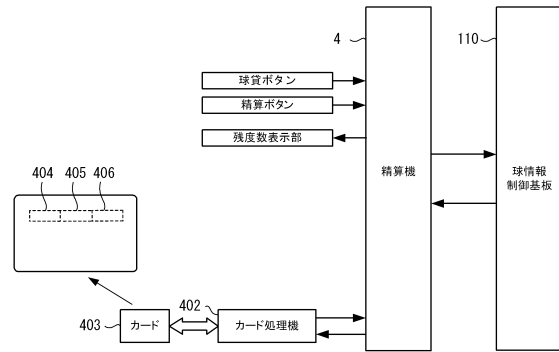 4
110
球貸ボタン
精算ボタン
残度数表示部
精算機
球情報
制御基板
404 405 406
402
403
カード
カード処理機